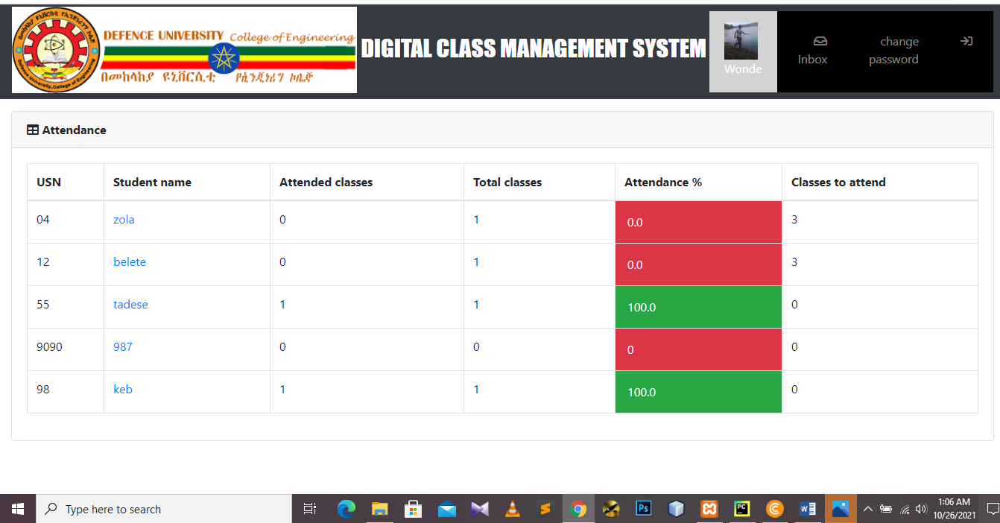 DEFENCE UNIVERSITY College of Engineering
በመከላከያ ዩኒቨርሲቲ የኢንጂነሪንግ ኮሌጅ
DIGITAL CLASS MANAGEMENT SYSTEM
Wonde
Inbox
change
password
Attendance
USN Student name Attended classes Total classes Attendance % Classes to attend
04 zola 0 1 0.0 3
12 belete 0 1 0.0 3
55 tadese 1 1 100.0 0
9090 987 0 0 0 0
98 keb 1 1 100.0 0
Type here to search
1:06 AM
10/26/2021